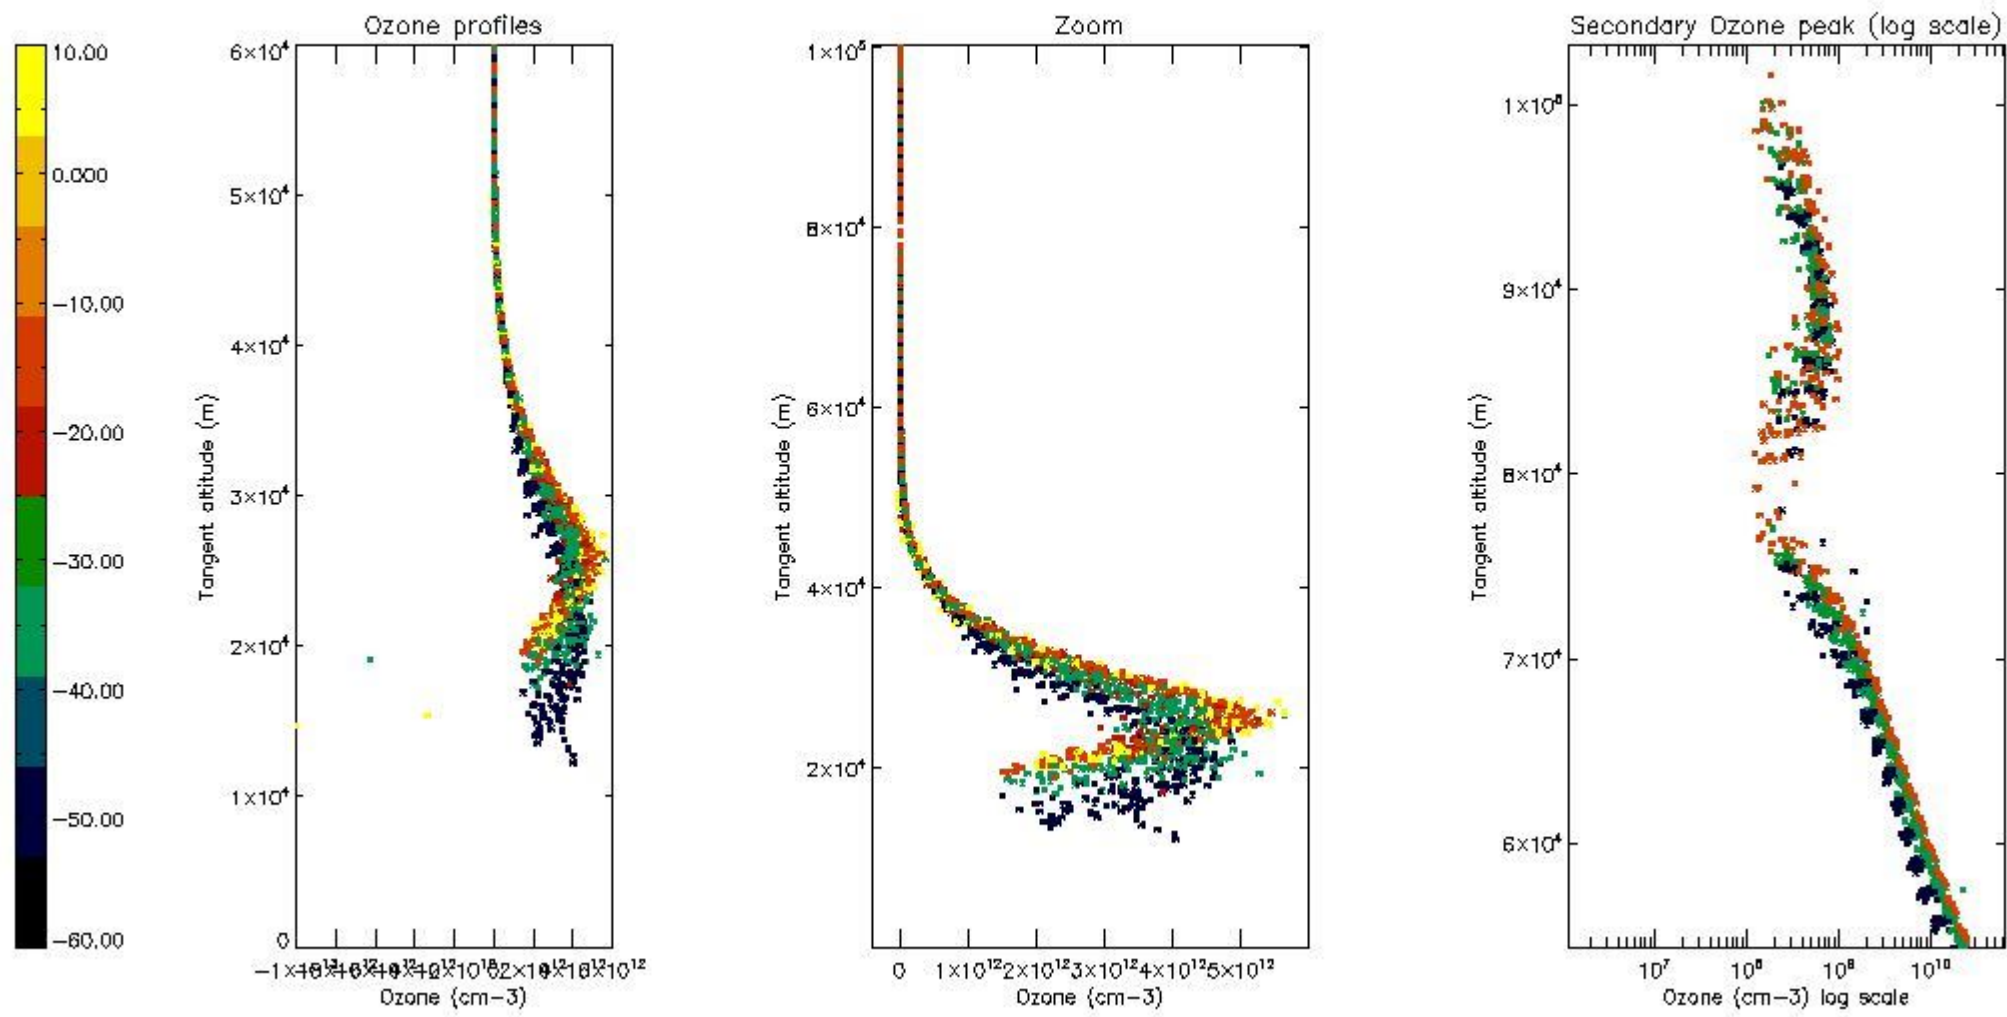 Ozone profiles
Zoom
Secondary Ozone peak (log scale)
10.00
0.000
−10.00
−20.00
−30.00
−40.00
−50.00
−60.00
6×10⁴
5×10⁴
4×10⁴
3×10⁴
2×10⁴
1×10⁴
0
Tangent altitude (m)
Ozone (cm−3)
1×10⁵
8×10⁴
6×10⁴
4×10⁴
2×10⁴
Tangent altitude (m)
0 1×10¹² 2×10¹² 3×10¹² 4×10¹² 5×10¹²
Ozone (cm−3)
9×10⁴
8×10⁴
7×10⁴
6×10⁴
Tangent altitude (m)
10⁷ 10⁸ 10⁹ 10¹⁰
Ozone (cm−3) log scale